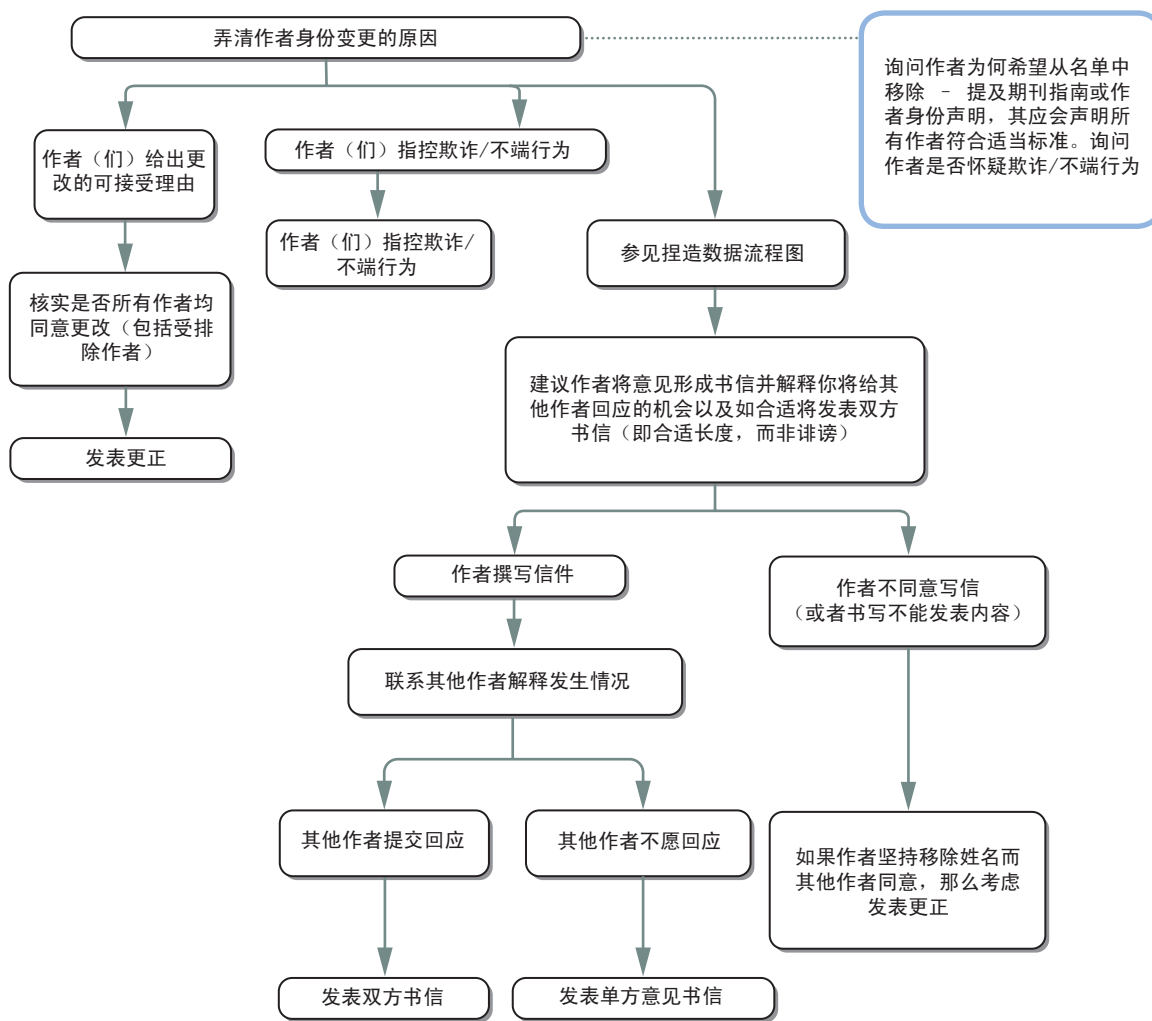 弄清作者身份变更的原因
询问作者为何希望从名单中
移除 - 提及期刊指南或作
者身份声明，其应会声明所
有作者符合适当标准。询问
作者是否怀疑欺诈/不端行为
作者（们）给出更
改的可接受理由
作者（们）指控欺诈/不端行为
作者（们）指控欺诈/
不端行为
参见捏造数据流程图
核实是否所有作者均
同意更改（包括受排
除作者）
发表更正
建议作者将意见形成书信并解释你将给其
他作者回应的机会以及如合适将发表双方
书信（即合适长度，而非诽谤）
作者撰写信件
作者不同意写信
（或者书写不能发表内容）
联系其他作者解释发生情况
其他作者提交回应
其他作者不愿回应
如果作者坚持移除姓名而
其他作者同意，那么考虑
发表更正
发表双方书信
发表单方意见书信